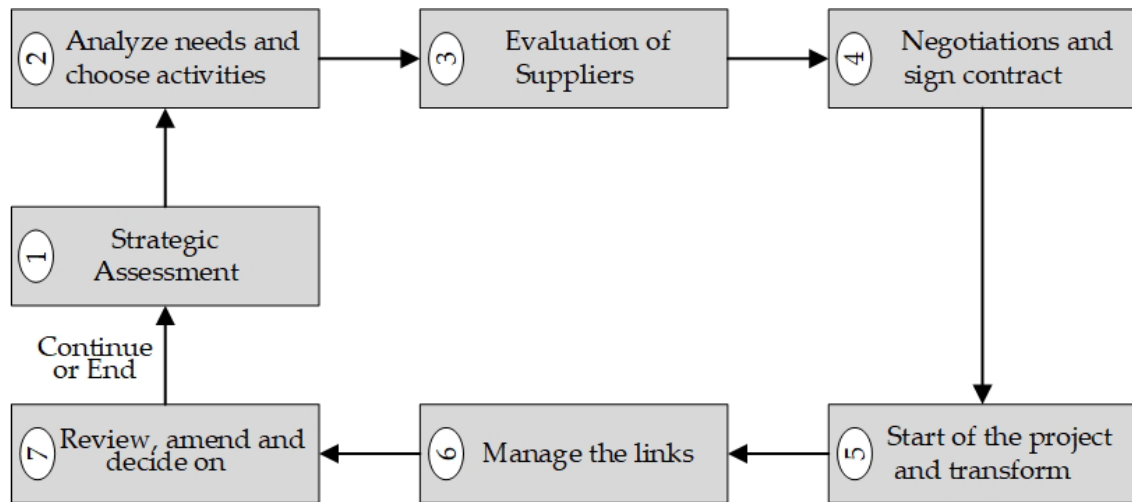 2
Analyze needs and
choose activities
3
Evaluation of
Suppliers
4
Negotiations and
sign contract
1
Strategic
Assessment
Continue
or End
7
Review, amend and
decide on
6
Manage the links
5
Start of the project
and transform